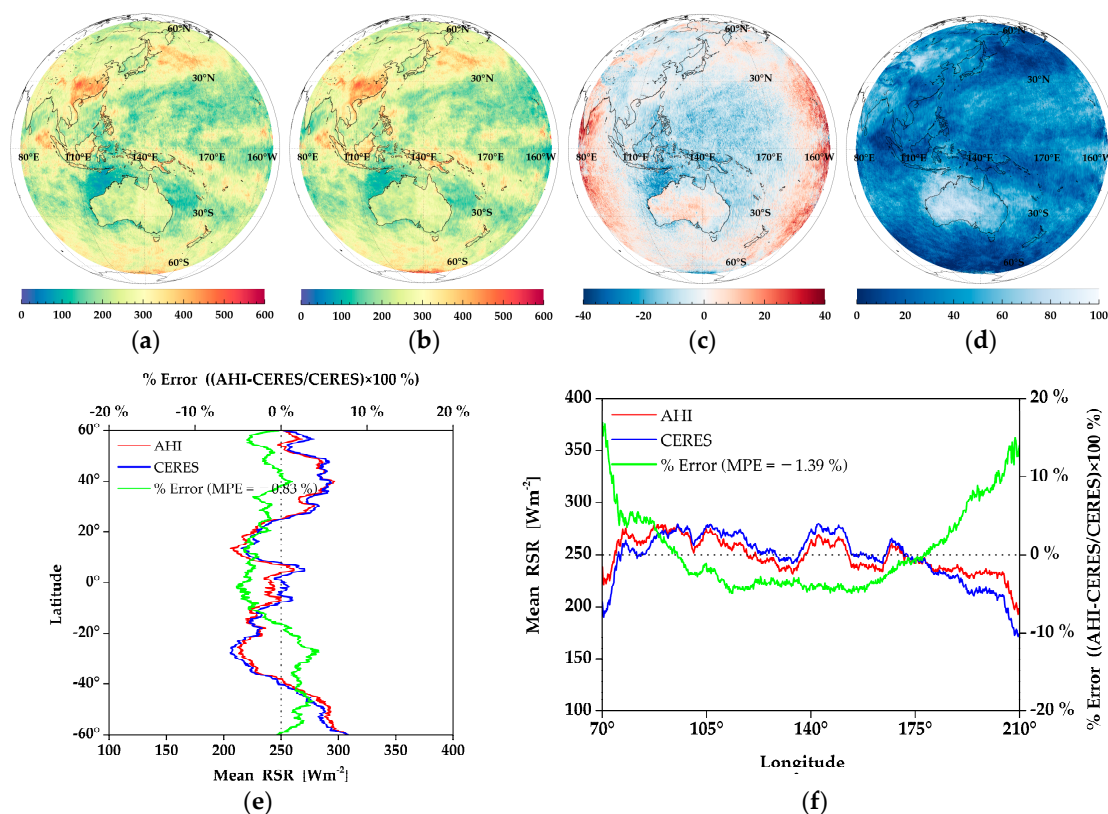 60°N 60°N 60°N 60°N
30°N 30°N 30°N 30°N
80°E 110°E 140°E 170°E 160°W 80°E 110°E 140°E 170°E 160°W 80°E 110°E 140°E 170°E 160°W 80°E 110°E 140°E 170°E 160°W
30°S 30°S 30°S 30°S
60°S 60°S 60°S 60°S
0 100 200 300 400 500 600 0 100 200 300 400 500 600 -40 -20 0 20 40 0 20 40 60 80 100
(a) (b) (c) (d)
% Error ((AHI-CERES/CERES)×100 %)
-20 % -10 % 0 % 10 % 20 %
60°
40°
20°
0°
-20°
-40°
-60°
Latitude
AHI
CERES
% Error (MPE = 0.83 %)
100 150 200 250 300 350 400
Mean RSR [Wm-2]
(e)
400
350
300
250
200
150
100
Mean RSR [Wm-2]
AHI
CERES
% Error (MPE = −1.39 %)
20 %
10 %
0 %
-10 %
-20 %
% Error ((AHI-CERES/CERES)×100 %)
70° 105° 140° 175° 210°
Longitude
(f)